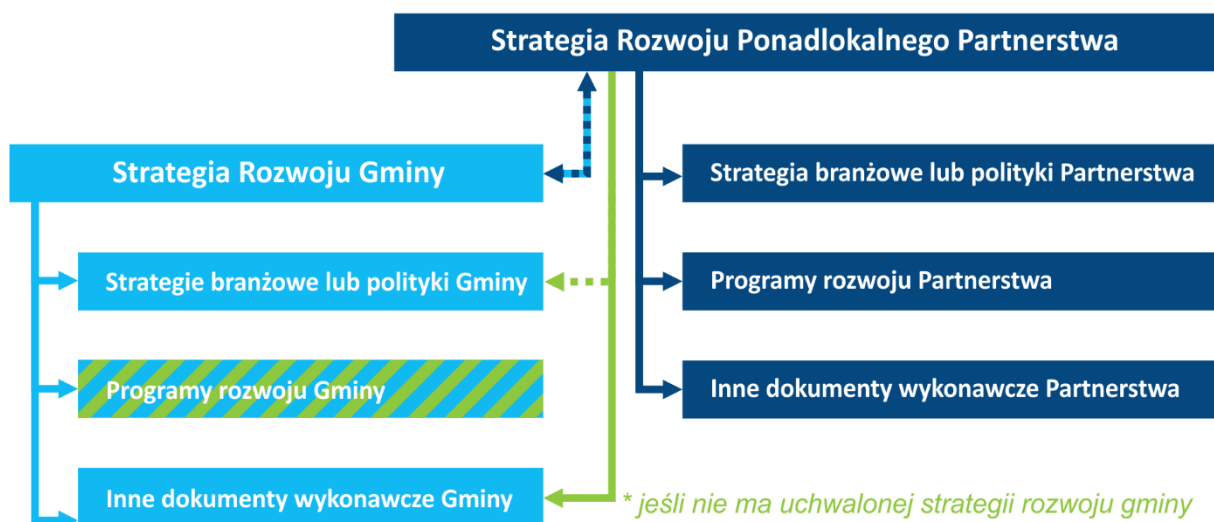 Strategia Rozwoju Ponadlokalnego Partnerstwa
Strategia Rozwoju Gminy
Strategie branżowe lub polityki Gminy
Programy rozwoju Gminy
Inne dokumenty wykonawcze Gminy
Strategia branżowe lub polityki Partnerstwa
Programy rozwoju Partnerstwa
Inne dokumenty wykonawcze Partnerstwa
* jeśli nie ma uchwalonej strategii rozwoju gminy